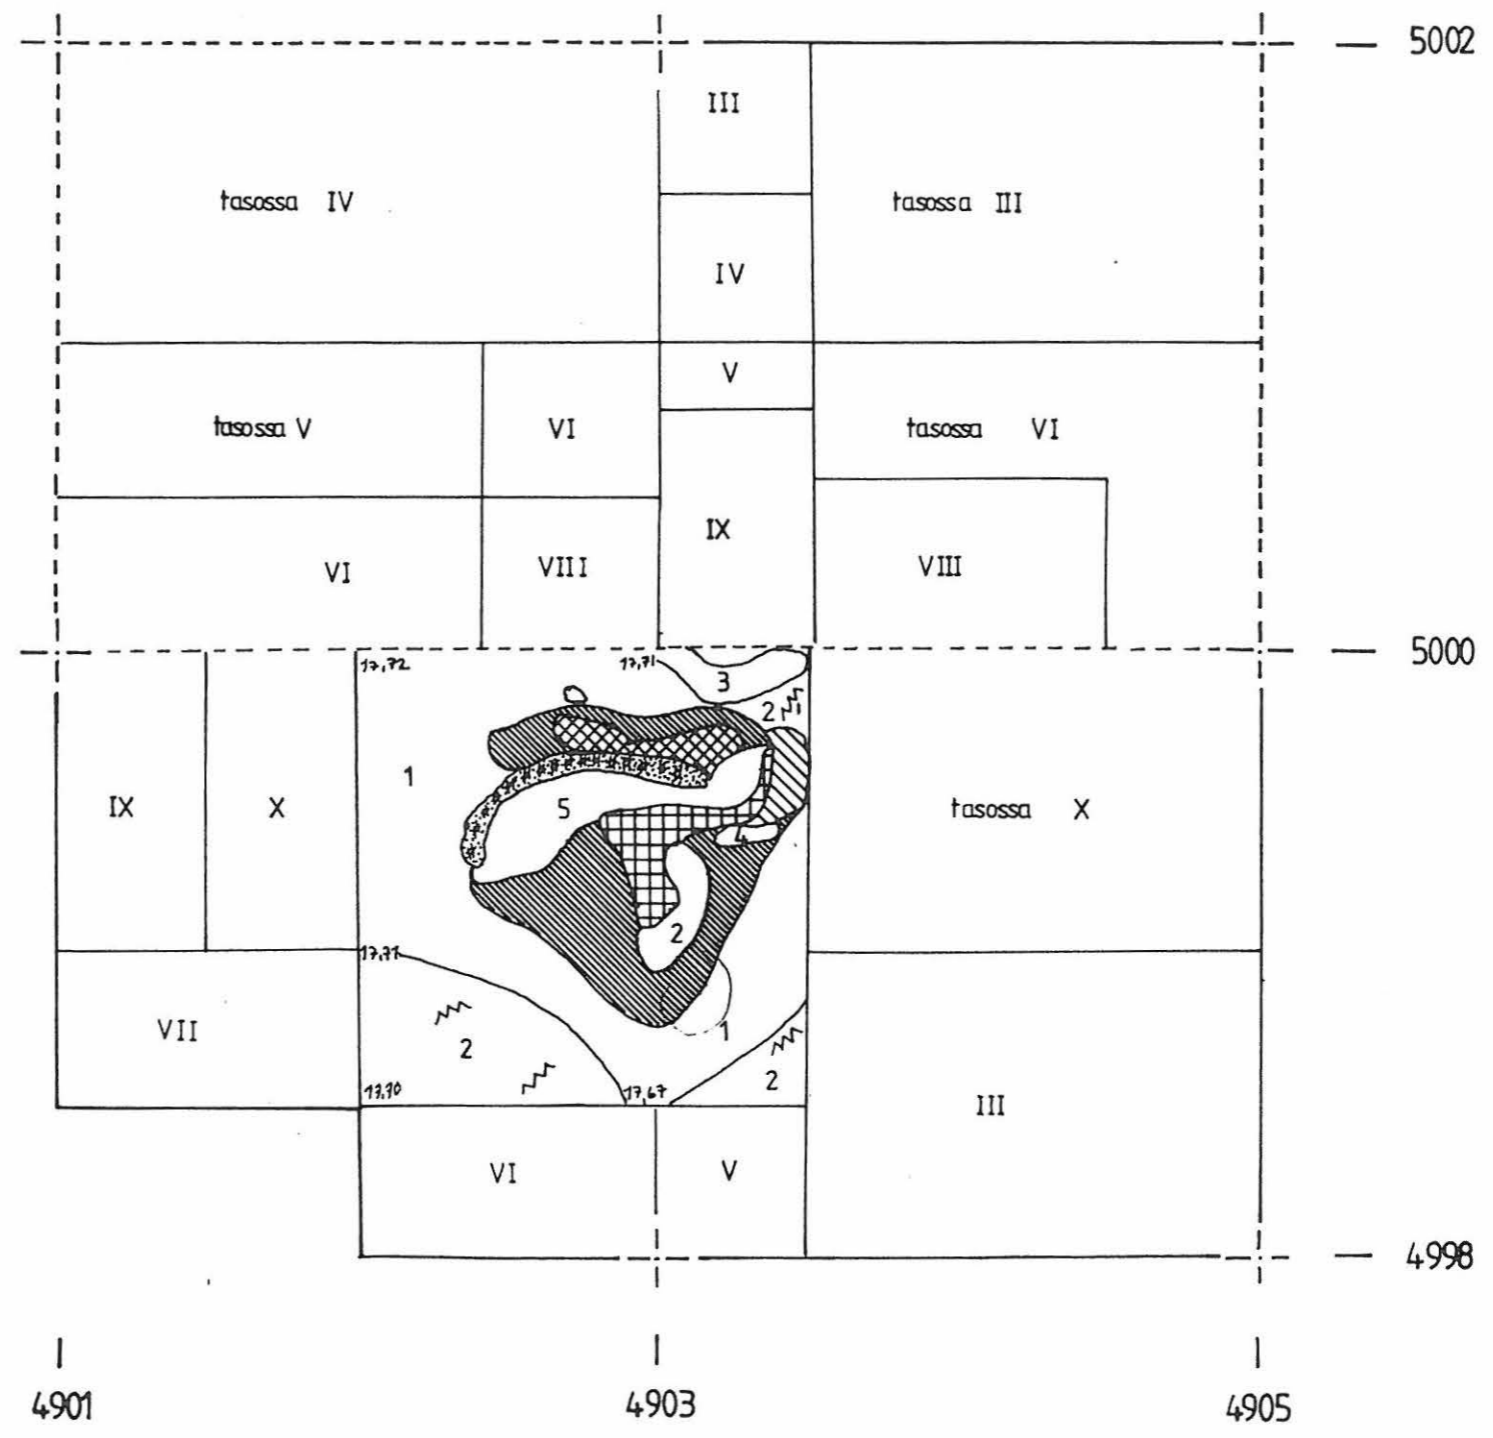 5002
III
tasossa IV
tasossa III
IV
V
tasossa V
VI
tasossa VI
IX
VI
VIII
VIII
5000
17,72
17,71
3
2
1
5
IX
X
tasossa X
4
2
17,71
VII
1
2
2
17,70
17,67
III
VI
V
4998
4901
4903
4905